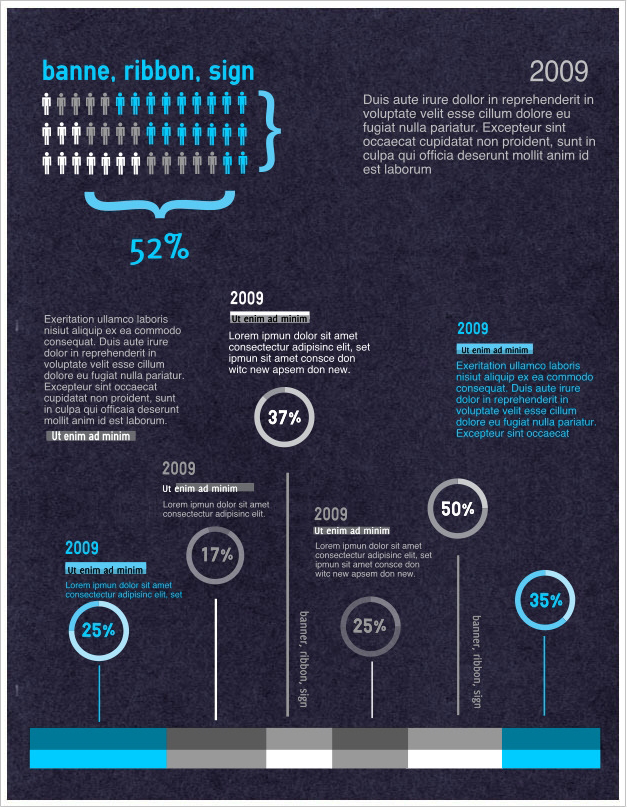 banne, ribbon, sign
2009
Duis aute irure dollor in reprehenderit in
voluptate velit esse cillum dolore eu
fugiat nulla pariatur. Excepteur sint
occaecat cupidatat non proident, sunt in
culpa qui officia deserunt mollit anim id
est laborum
52%
Exeritation ullamco laboris
nisiut aliquip ex ea commodo
consequat. Duis aute irure
dolor in reprehenderit in
voluptate velit esse cillum
dolore eu fugiat nulla pariatur.
Excepteur sint occaecat
cupidatat non proident, sunt
in culpa qui officaia deserunt
mollit anim id est laborum.
Ut enim ad minim
2009
Ut enim ad minim
Lorem ipmun dolor sit amet
consectectur adipisinc elit, set
ipmun sit amet consce don
witc new apsem don new.
37%
2009
Ut enim ad minim
Exeritation ullamco laboris
nisiut aliquip ex ea commodo
consequat. Duis aute irure
dolor in reprehenderit in
voluptate velit esse cillum
dolore eu fugiat nulla pariatur.
Excepteur sint occaecat
2009
Ut enim ad minim
Lorem ipmun dolor sit amet
consectetur adipisinc elit.
17%
2009
Ut enim ad minim
Lorem ipmun dolor sit amet
consectectur adipisinc elit, set
ipmun sit amet consce don
witc new apsem don new.
25%
50%
2009
Ut enim ad minim
Lorem ipmun dolor sit amet
consectectur adipisinc elit, set
25%
35%
banner, ribbon, sign
banner, ribbon, sign